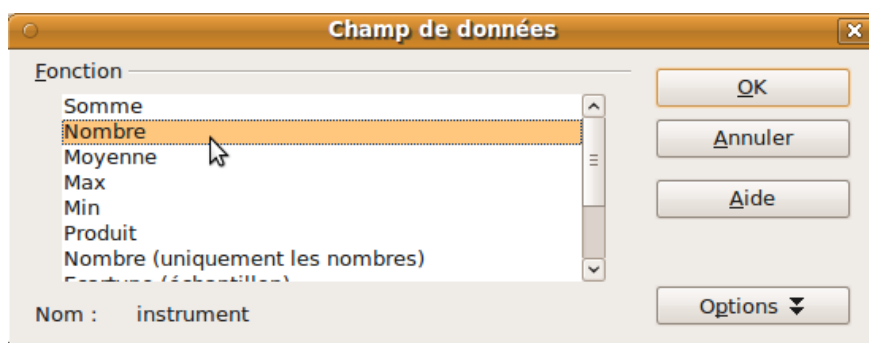 Champ de données
Fonction
Somme
Nombre
Moyenne
Max
Min
Produit
Nombre (uniquement les nombres)
Nom : instrument
OK
Annuler
Aide
Options